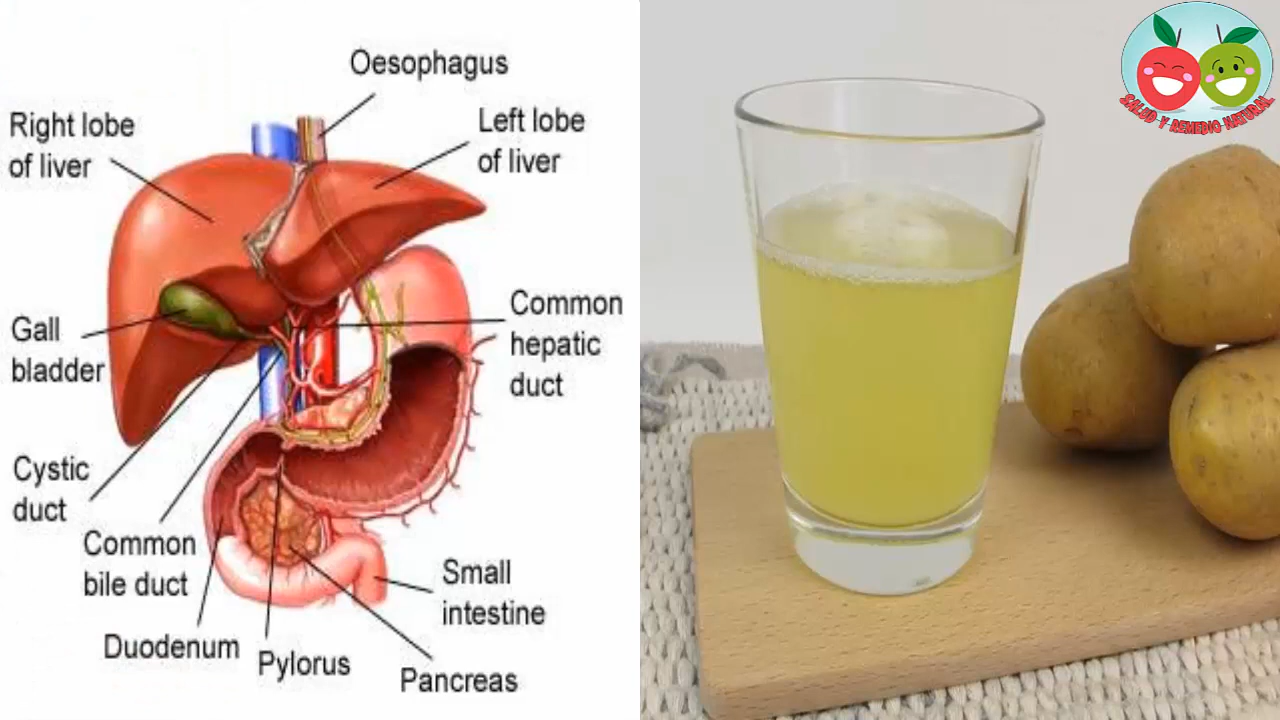 Oesophagus
Right lobe
of liver
Left lobe
of liver
Gall
bladder
Common
hepatic
duct
Cystic
duct
Common
bile duct
Small
intestine
Duodenum
Pylorus
Pancreas
SALUD Y REMEDIO NATURAL